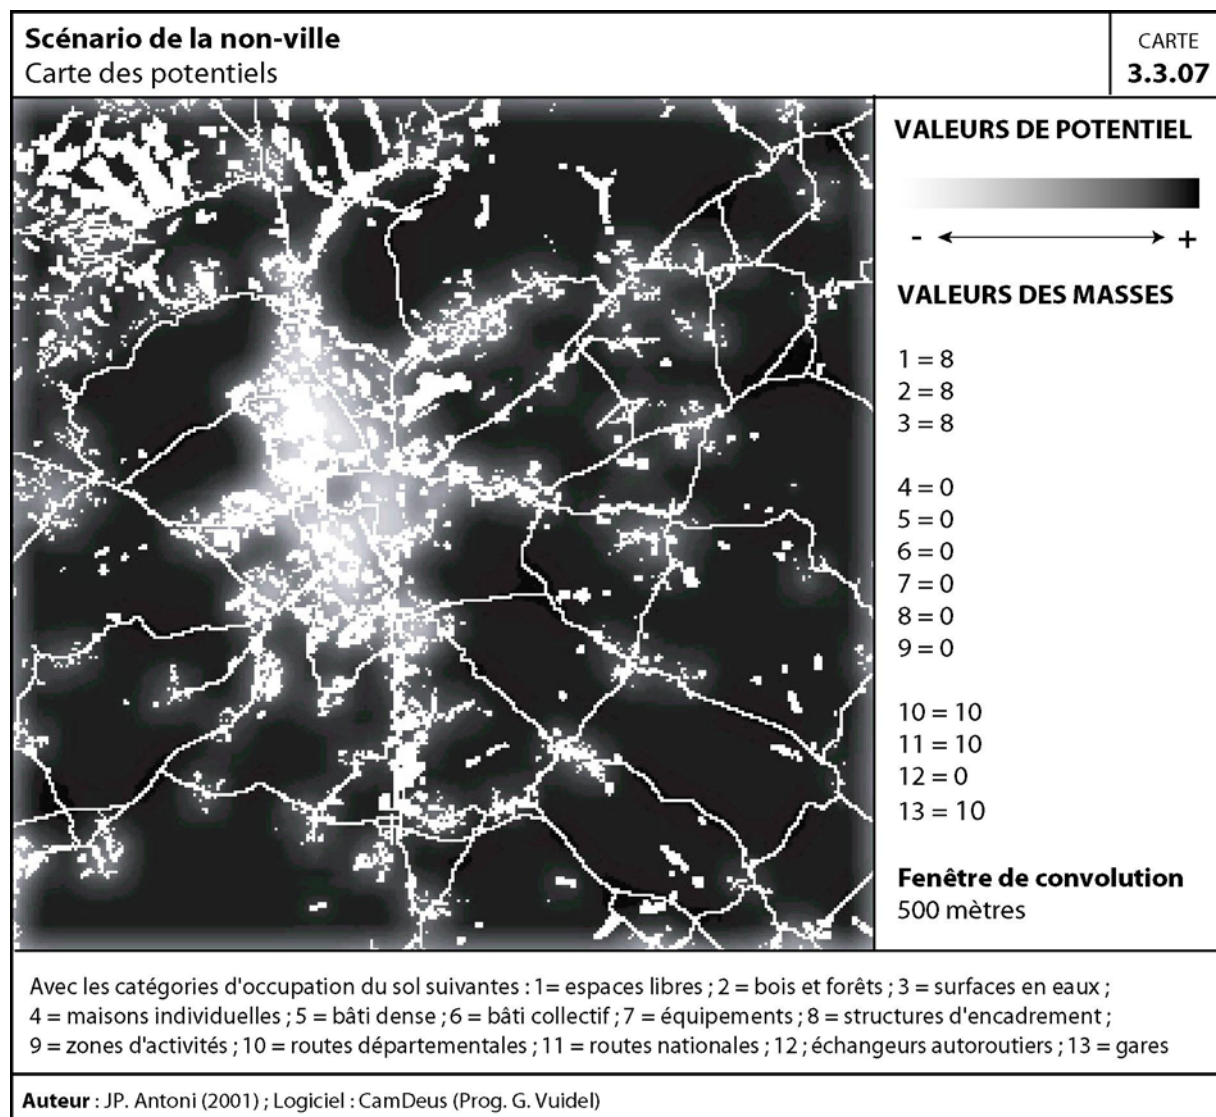 Scénario de la non-ville
Carte des potentiels
CARTE
3.3.07
VALEURS DE POTENTIEL
- +
VALEURS DES MASSES
1 = 8
2 = 8
3 = 8
4 = 0
5 = 0
6 = 0
7 = 0
8 = 0
9 = 0
10 = 10
11 = 10
12 = 0
13 = 10
Fenêtre de convolution
500 mètres
Avec les catégories d'occupation du sol suivantes : 1= espaces libres ; 2 = bois et forêts ; 3 = surfaces en eaux ;
4 = maisons individuelles ; 5 = bâti dense ; 6 = bâti collectif ; 7 = équipements ; 8 = structures d'encadrement ;
9 = zones d'activités ; 10 = routes départementales ; 11 = routes nationales ; 12 ; échangeurs autoroutiers ; 13 = gares
Auteur : JP. Antoni (2001) ; Logiciel : CamDeus (Prog. G. Vuidel)